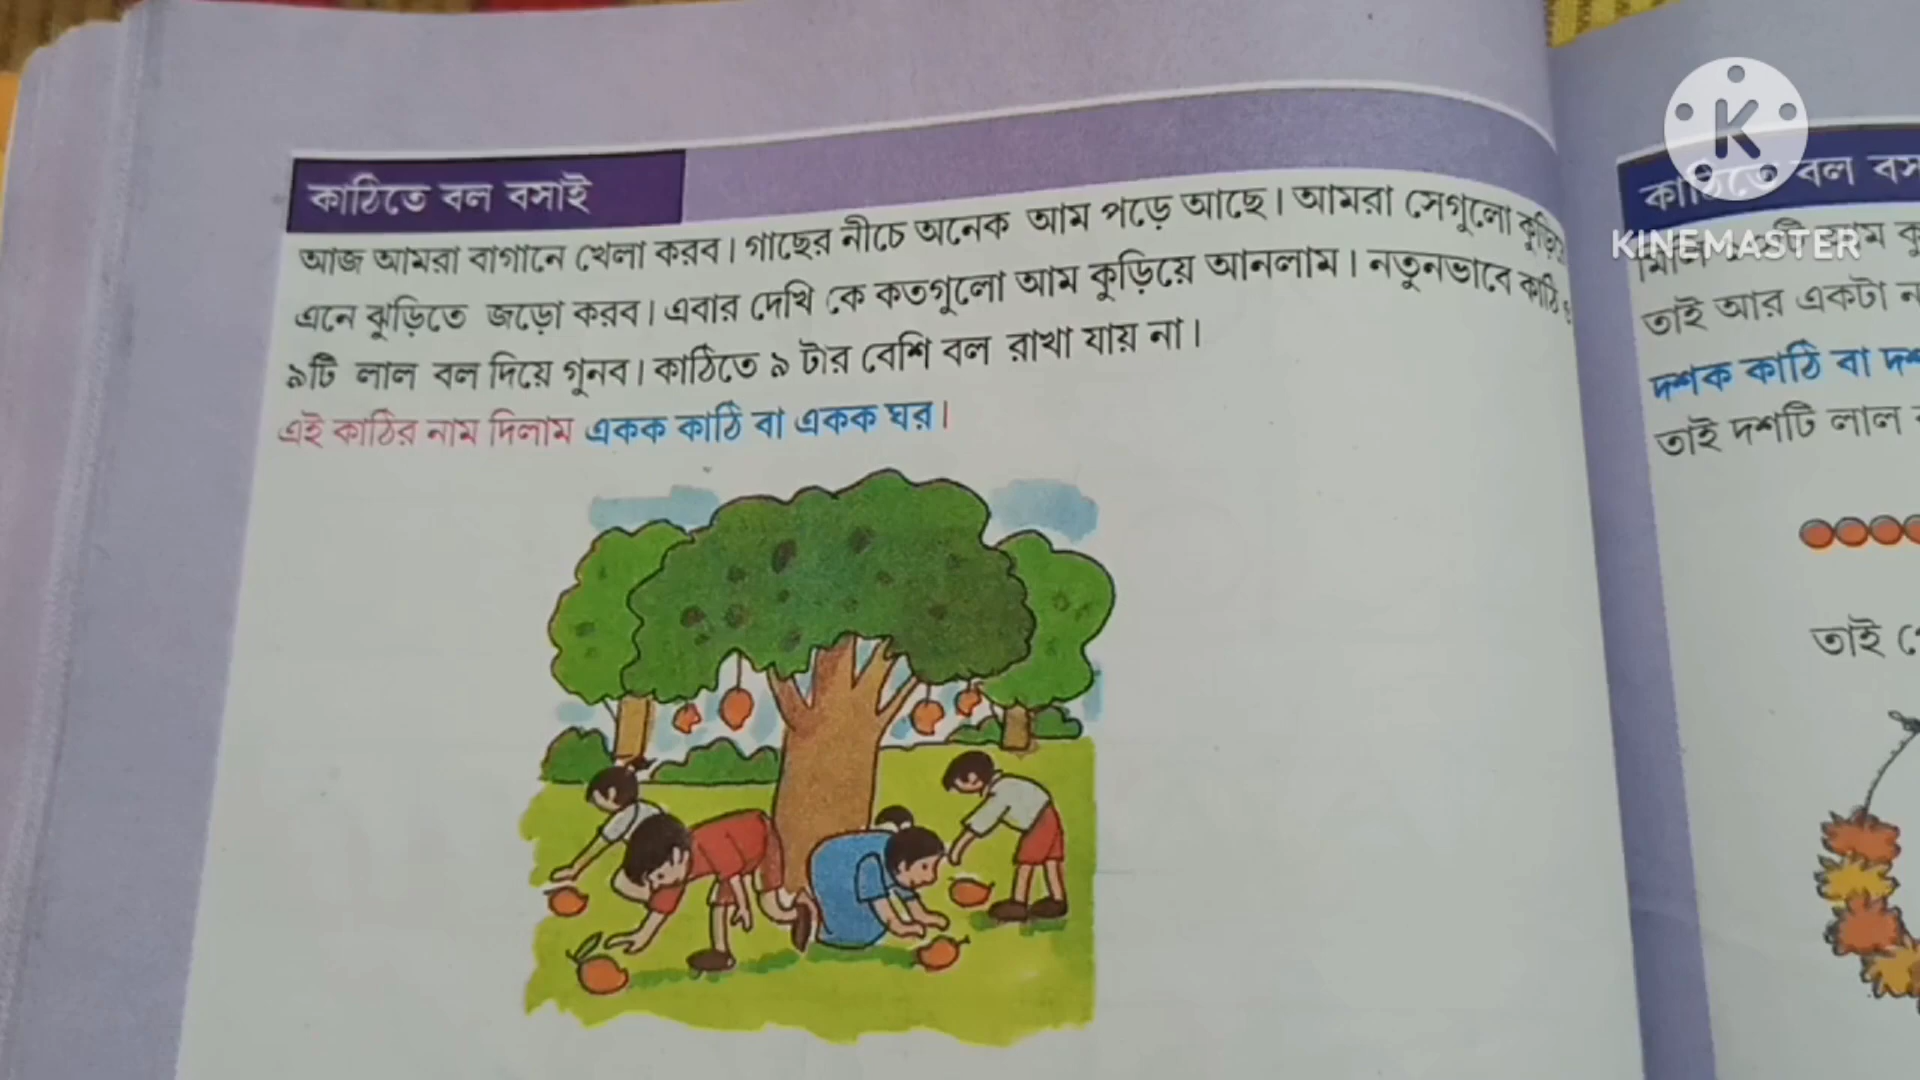 কাঠিতে বল বসাই
আজ আমরা বাগানে খেলা করব। গাছের নীচে অনেক আম পড়ে আছে। আমরা সেগুলো
এনে ঝুড়িতে জড়ো করব। এবার দেখি কে কতগুলো আম কুড়িয়ে আনলাম। নতুনভাবে কাঠি
৯টি লাল বল দিয়ে গুনব। কাঠিতে ৯ টার বেশি বল রাখা যায় না।
এই কাঠির নাম দিলাম একক কাঠি বা একক ঘর।
K
KINEMASTER
কাঠিতে বল
তাই আর একটা
দশক কাঠি বা
তাই দশটি লাল
তাই